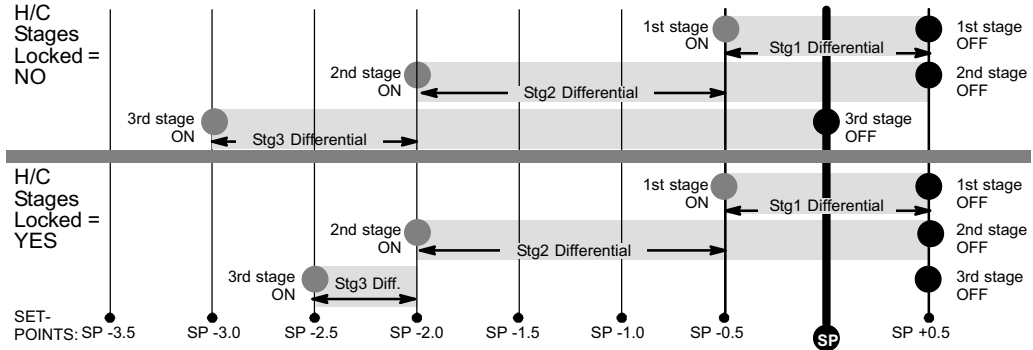 H/C
Stages
Locked =
NO
1st stage
ON
Stg1 Differential
1st stage
OFF
2nd stage
ON
Stg2 Differential
2nd stage
OFF
3rd stage
ON
Stg3 Differential
3rd stage
OFF
H/C
Stages
Locked =
YES
1st stage
ON
Stg1 Differential
1st stage
OFF
2nd stage
ON
Stg2 Differential
2nd stage
OFF
3rd stage
ON
Stg3 Diff.
3rd stage
OFF
SET-
POINTS: SP -3.5 SP -3.0 SP -2.5 SP -2.0 SP -1.5 SP -1.0 SP -0.5 SP SP +0.5